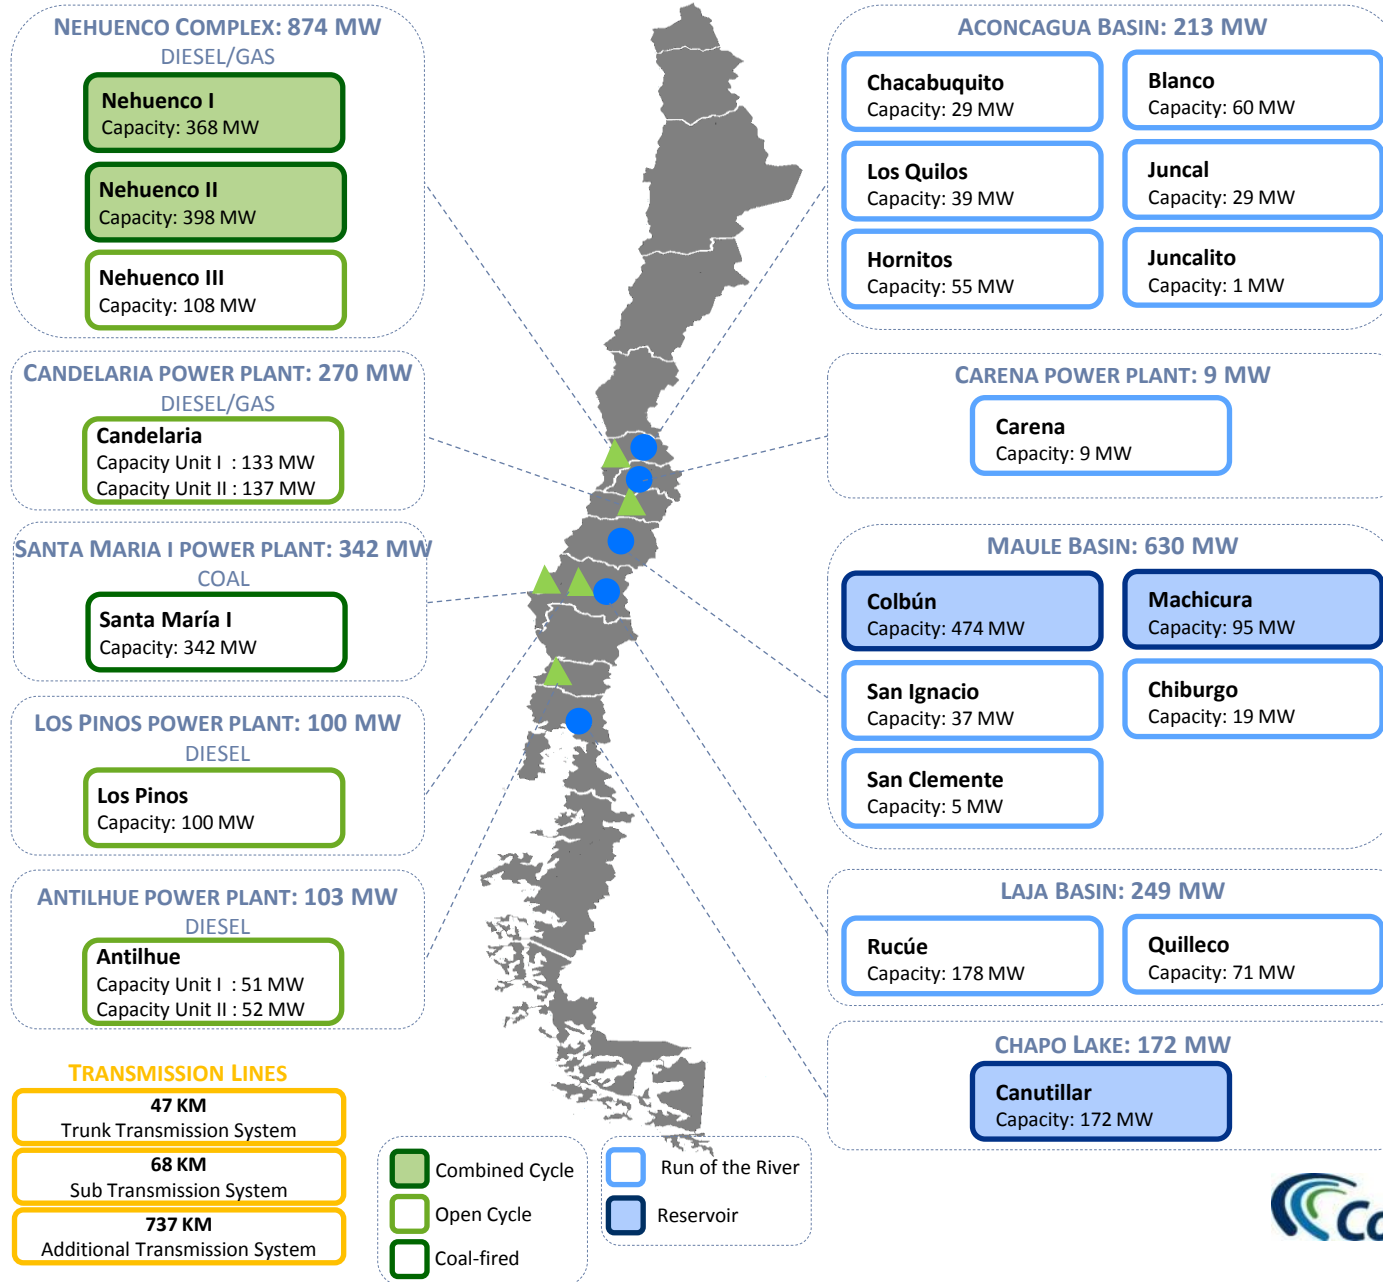 NEHUENCO COMPLEX: 874 MW
DIESEL/GAS
Nehuenco I
Capacity: 368 MW
Nehuenco II
Capacity: 398 MW
Nehuenco III
Capacity: 108 MW
CANDELARIA POWER PLANT: 270 MW
DIESEL/GAS
Candelaria
Capacity Unit I : 133 MW
Capacity Unit II : 137 MW
SANTA MARIA I POWER PLANT: 342 MW
COAL
Santa María I
Capacity: 342 MW
LOS PINOS POWER PLANT: 100 MW
DIESEL
Los Pinos
Capacity: 100 MW
ANTILHUE POWER PLANT: 103 MW
DIESEL
Antilhue
Capacity Unit I : 51 MW
Capacity Unit II : 52 MW
TRANSMISSION LINES
47 KM
Trunk Transmission System
68 KM
Sub Transmission System
737 KM
Additional Transmission System
Combined Cycle
Open Cycle
Coal-fired
Run of the River
Reservoir
ACONCAGUA BASIN: 213 MW
Chacabuquito
Capacity: 29 MW
Blanco
Capacity: 60 MW
Los Quilos
Capacity: 39 MW
Juncal
Capacity: 29 MW
Hornitos
Capacity: 55 MW
Juncalito
Capacity: 1 MW
CARENA POWER PLANT: 9 MW
Carena
Capacity: 9 MW
MAULE BASIN: 630 MW
Colbún
Capacity: 474 MW
Machicura
Capacity: 95 MW
San Ignacio
Capacity: 37 MW
Chiburgo
Capacity: 19 MW
San Clemente
Capacity: 5 MW
LAJA BASIN: 249 MW
Rucúe
Capacity: 178 MW
Quilleco
Capacity: 71 MW
CHAPO LAKE: 172 MW
Canutillar
Capacity: 172 MW